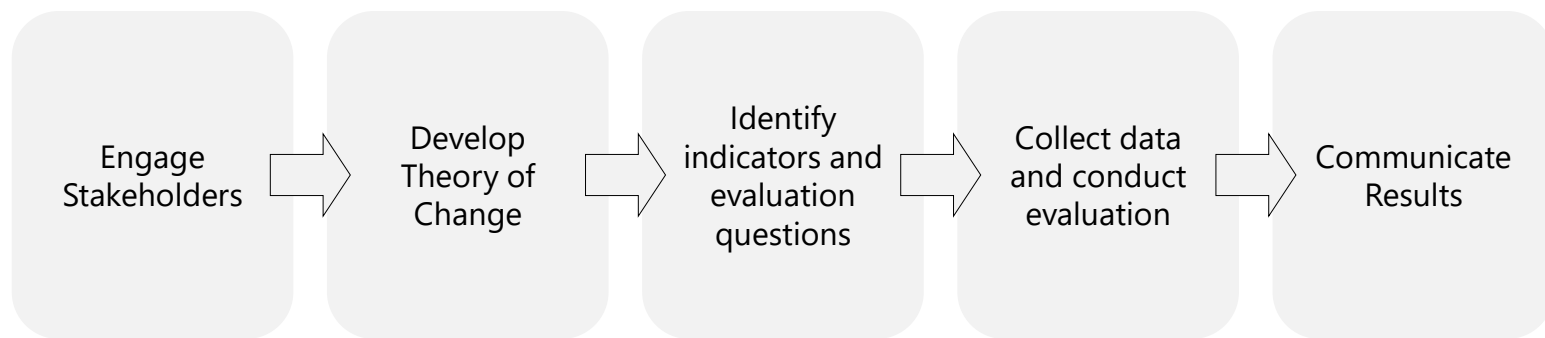 Engage
Stakeholders
Develop
Theory of
Change
Identify
indicators and
evaluation
questions
Collect data
and conduct
evaluation
Communicate
Results